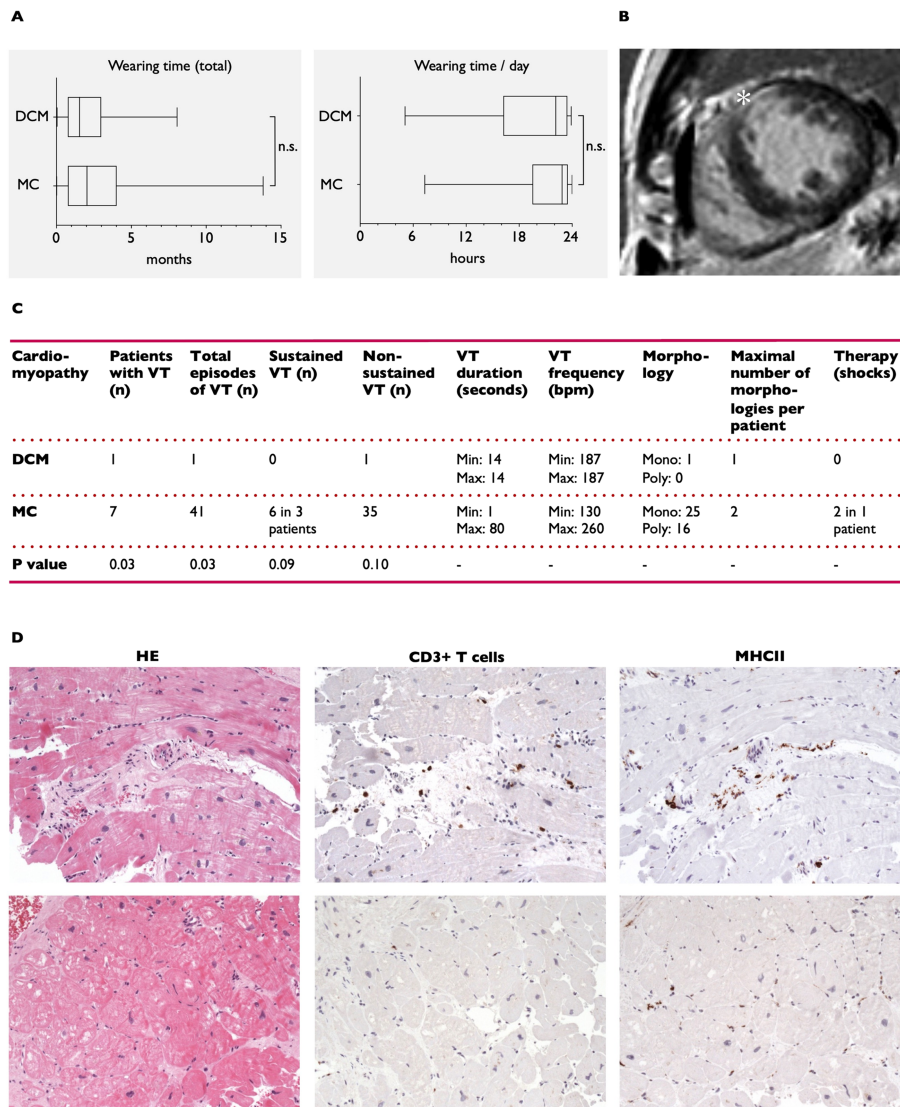 A
B
Wearing time (total)
DCM
MC
n.s.
0 3 6 10 15
months
Wearing time / day
DCM
MC
n.s.
0 6 12 18 24
hours
*
C
Cardio-
myopathy
Patients
with VT
(n)
Total
episodes
of VT (n)
Sustained
VT (n)
Non-
sustained
VT (n)
VT
duration
(seconds)
VT
frequency
(bpm)
Morpho-
logy
Maximal
number of
morpho-
logies per
patient
Therapy
(shocks)
DCM 1 1 0 1 Min: 14 Min: 187 Mono: 1 1 0
Max: 14 Max: 187 Poly: 0
MC 7 41 6 in 3 35 Min: 1 Min: 130 Mono: 25 2 2 in 1
patients Max: 80 Max: 260 Poly: 16 patient
P value 0.03 0.03 0.09 0.10 - - - - -
D
HE
CD3+ T cells
MHCII